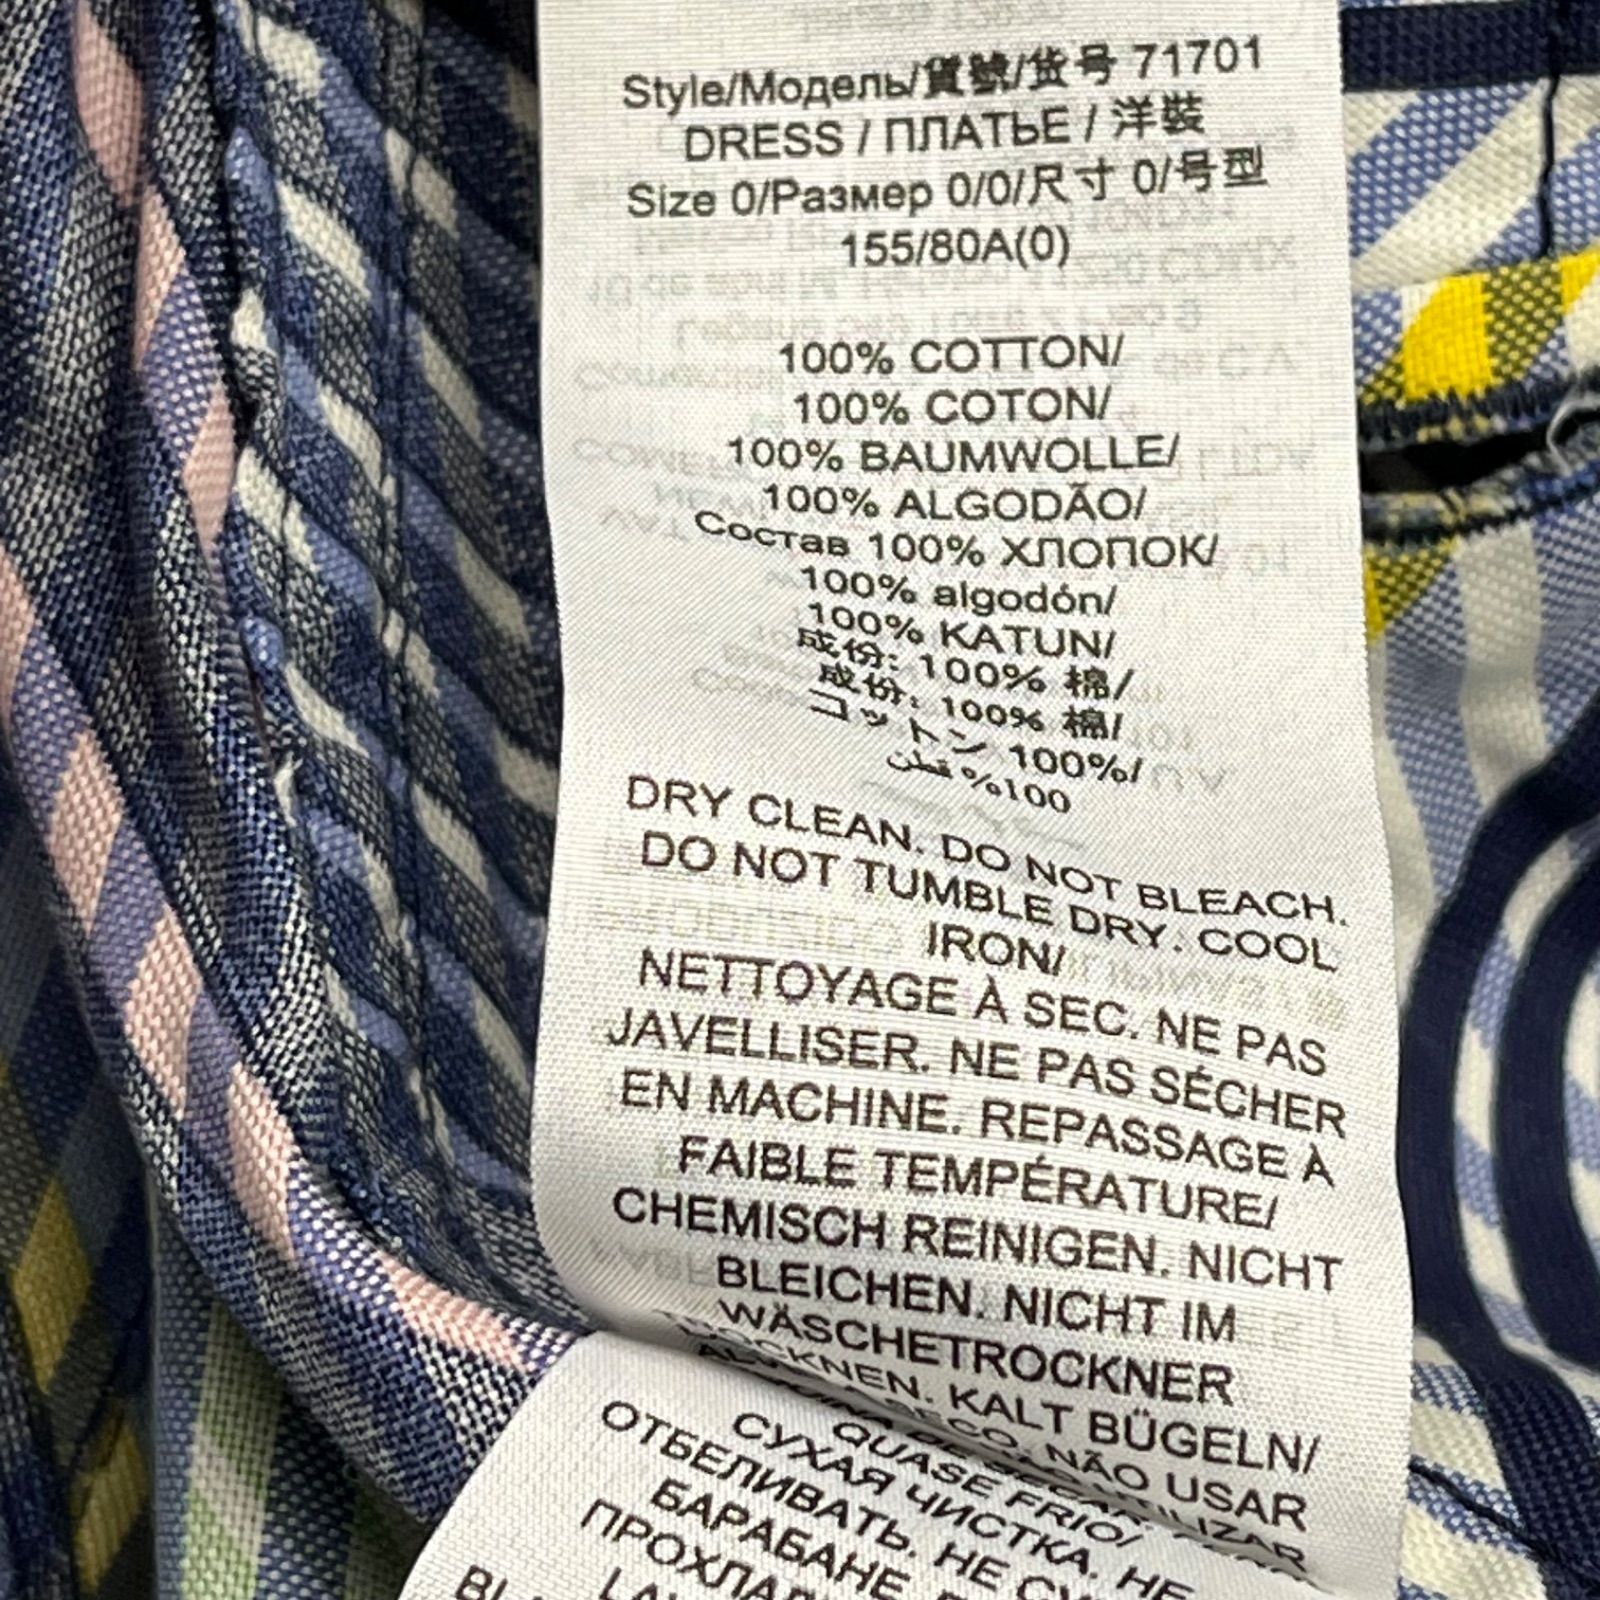 Style/Модель/貨號/货号 71701
DRESS / ПЛАТЬЕ / 洋裝
Size 0/Размер 0/0/尺寸 0/号型
155/80A(0)
100% COTTON/
100% COTON/
100% BAUMWOLLE/
100% ALGODÃO/
Состав 100% ХЛОПОК/
100% algodón/
100% KATUN/
成份: 100% 棉/
成份: 100% 棉/
コットン 100%/
100% قطن
DRY CLEAN. DO NOT BLEACH.
DO NOT TUMBLE DRY. COOL
IRON/
NETTOYAGE À SEC. NE PAS
JAVELLISER. NE PAS SÉCHER
EN MACHINE. REPASSAGE À
FAIBLE TEMPÉRATURE/
CHEMISCH REINIGEN. NICHT
BLEICHEN. NICHT IM
WÄSCHETROCKNER
TROCKNEN. KALT BÜGELN/
SECO. NÃO USAR
QUASE FRIO/
СУХАЯ ЧИСТКА. НЕ
ОТБЕЛИВАТЬ. НЕ
БАРАБАНЕ.